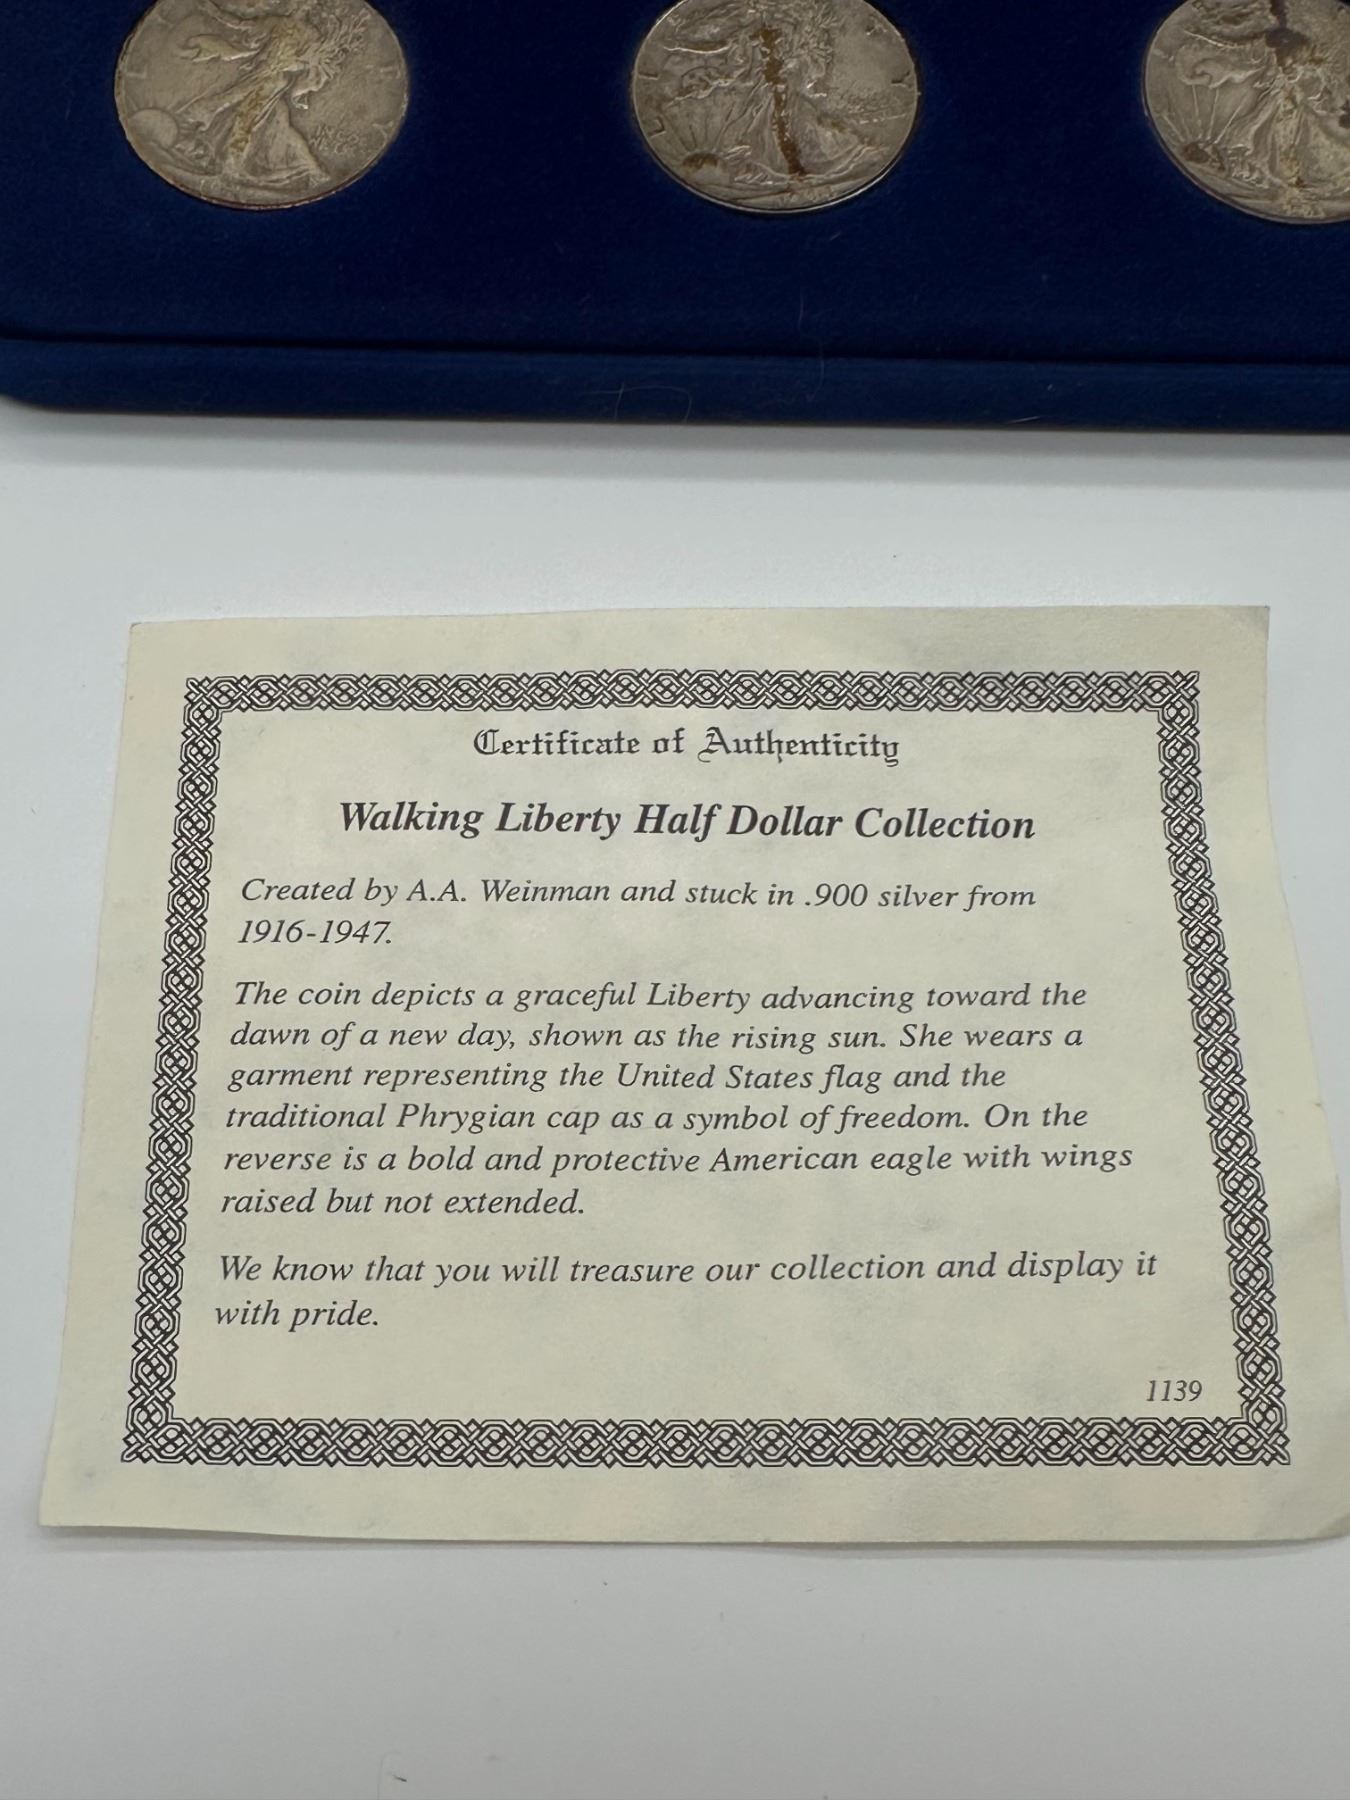 Certificate of Authenticity
Walking Liberty Half Dollar Collection
Created by A.A. Weinman and stuck in .900 silver from
1916-1947.
The coin depicts a graceful Liberty advancing toward the
dawn of a new day, shown as the rising sun. She wears a
garment representing the United States flag and the
traditional Phrygian cap as a symbol of freedom. On the
reverse is a bold and protective American eagle with wings
raised but not extended.
We know that you will treasure our collection and display it
with pride.
1139